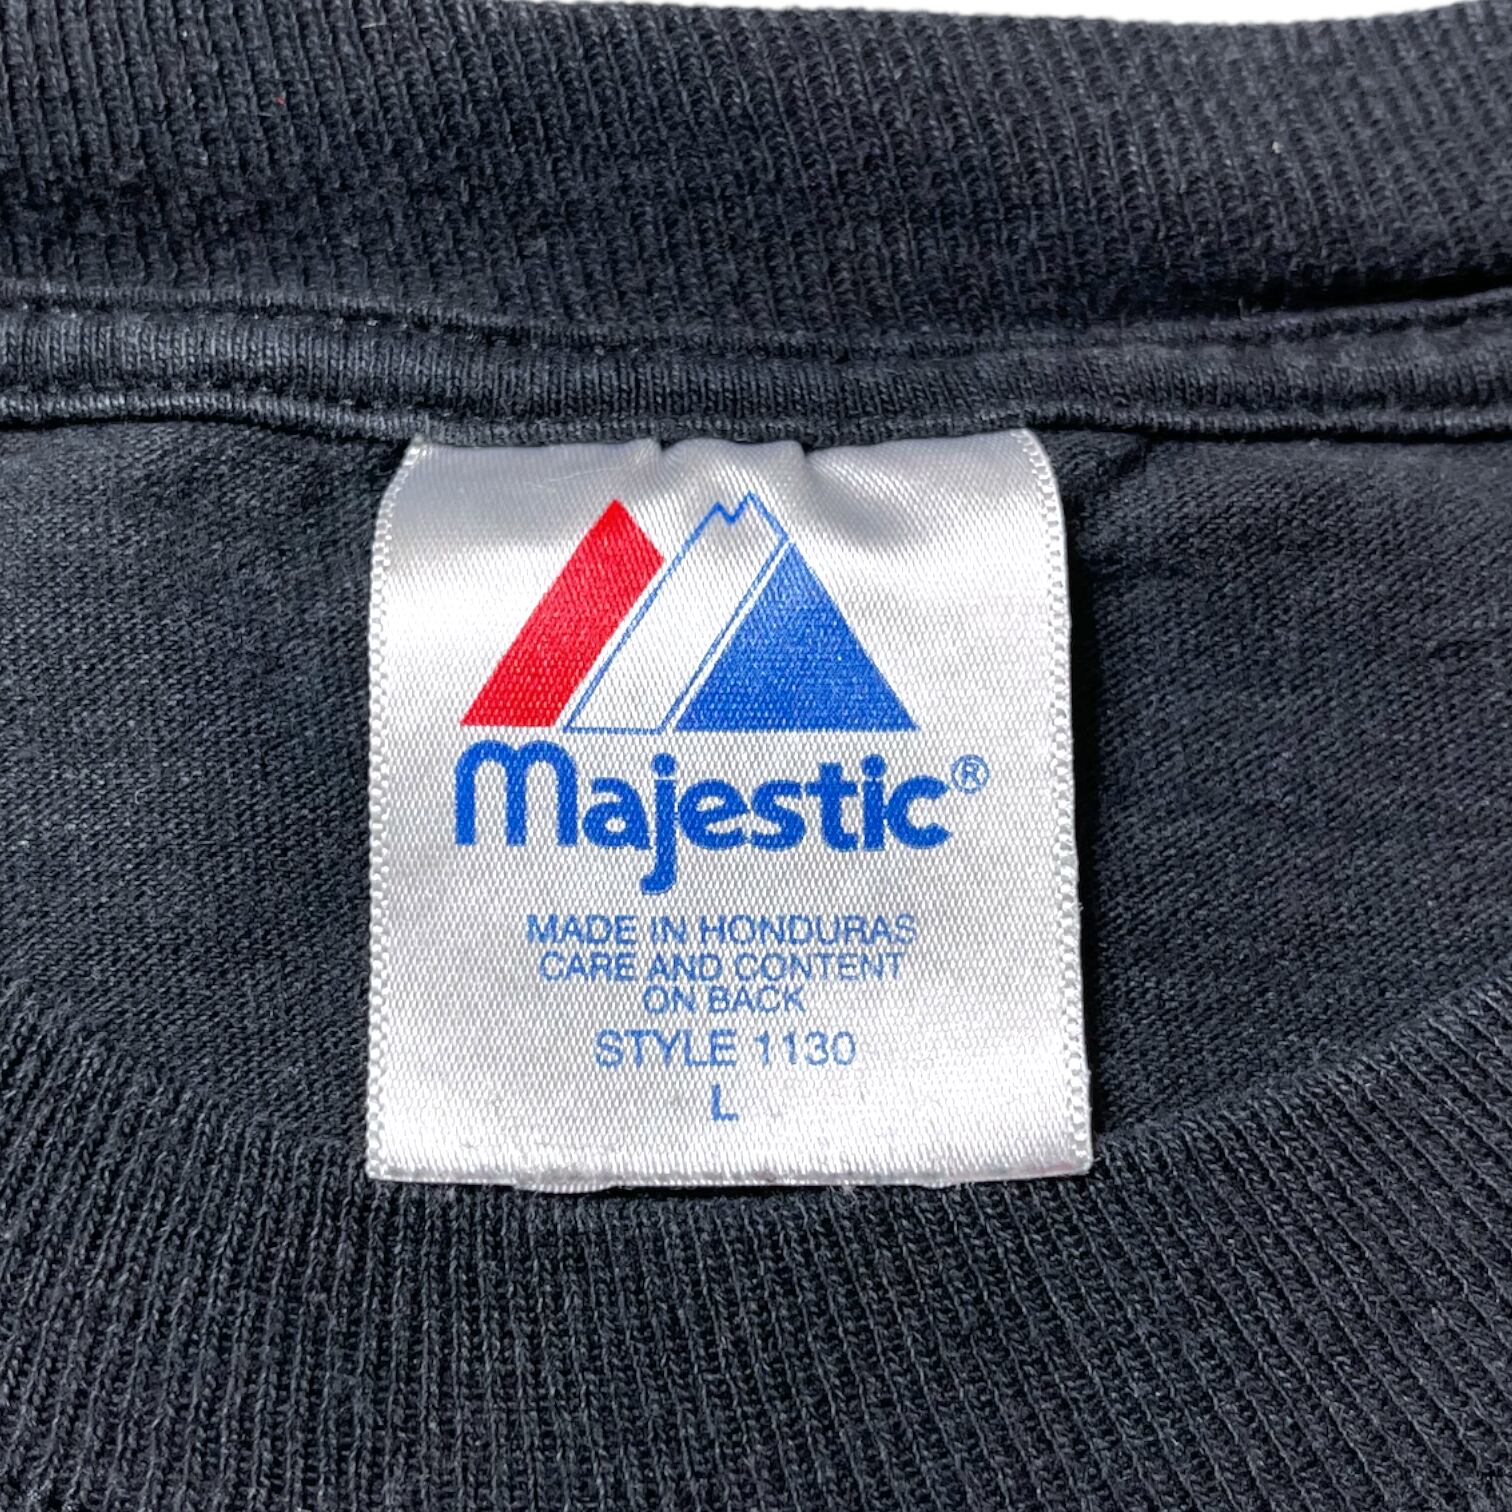 Majestic®
MADE IN HONDURAS
CARE AND CONTENT
ON BACK
STYLE 1130
L